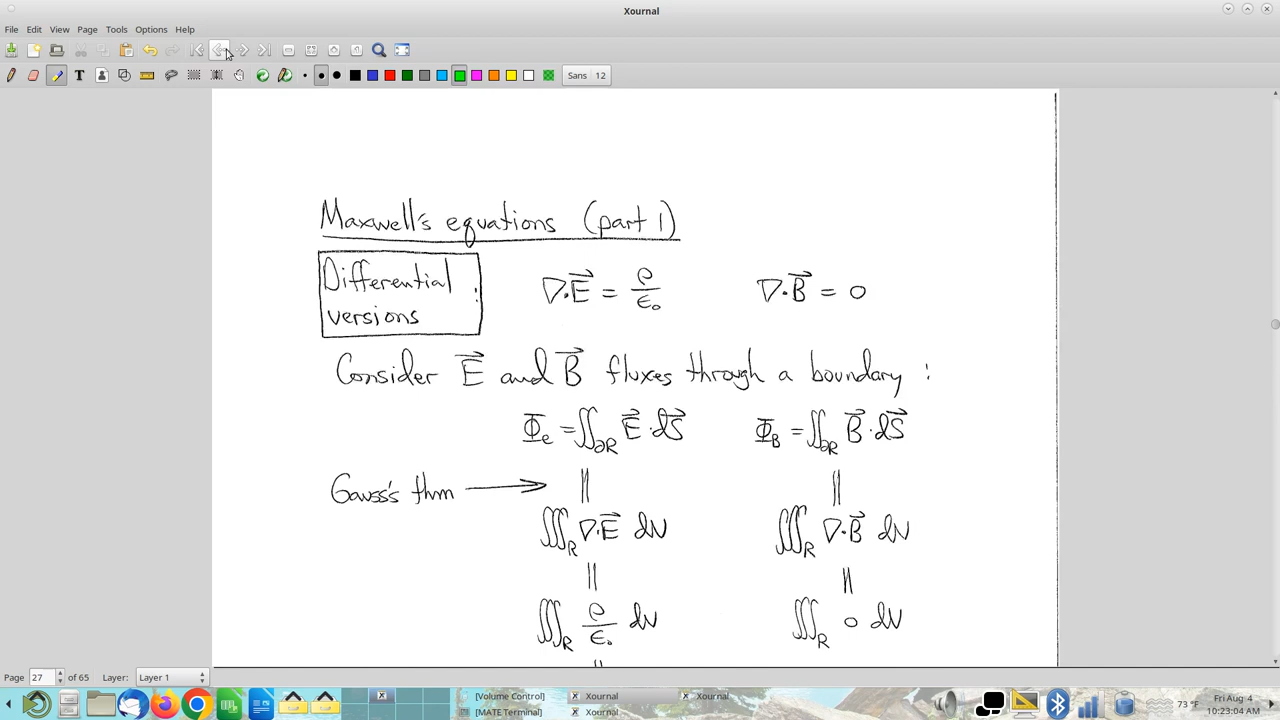 Xournal
File Edit View Page Tools Options Help
Sans 12
Maxwell's equations (part 1)
Differential versions : ∇·E⃗ = ρ/ε₀ ∇·B⃗ = 0
Consider E⃗ and B⃗ fluxes through a boundary :
Φe = ∬∂R E⃗·dS⃗ ΦB = ∬∂R B⃗·dS⃗
Gauss's thm → || ||
∭R ∇·E⃗ dV ∭R ∇·B⃗ dV
|| ||
∭R ρ/ε₀ dV ∭R 0 dV
||
Page 27 of 65 Layer: Layer 1
[Volume Control] Xournal Xournal Fri Aug 4
[MATE Terminal] Xournal 73 °F 10:23:04 AM